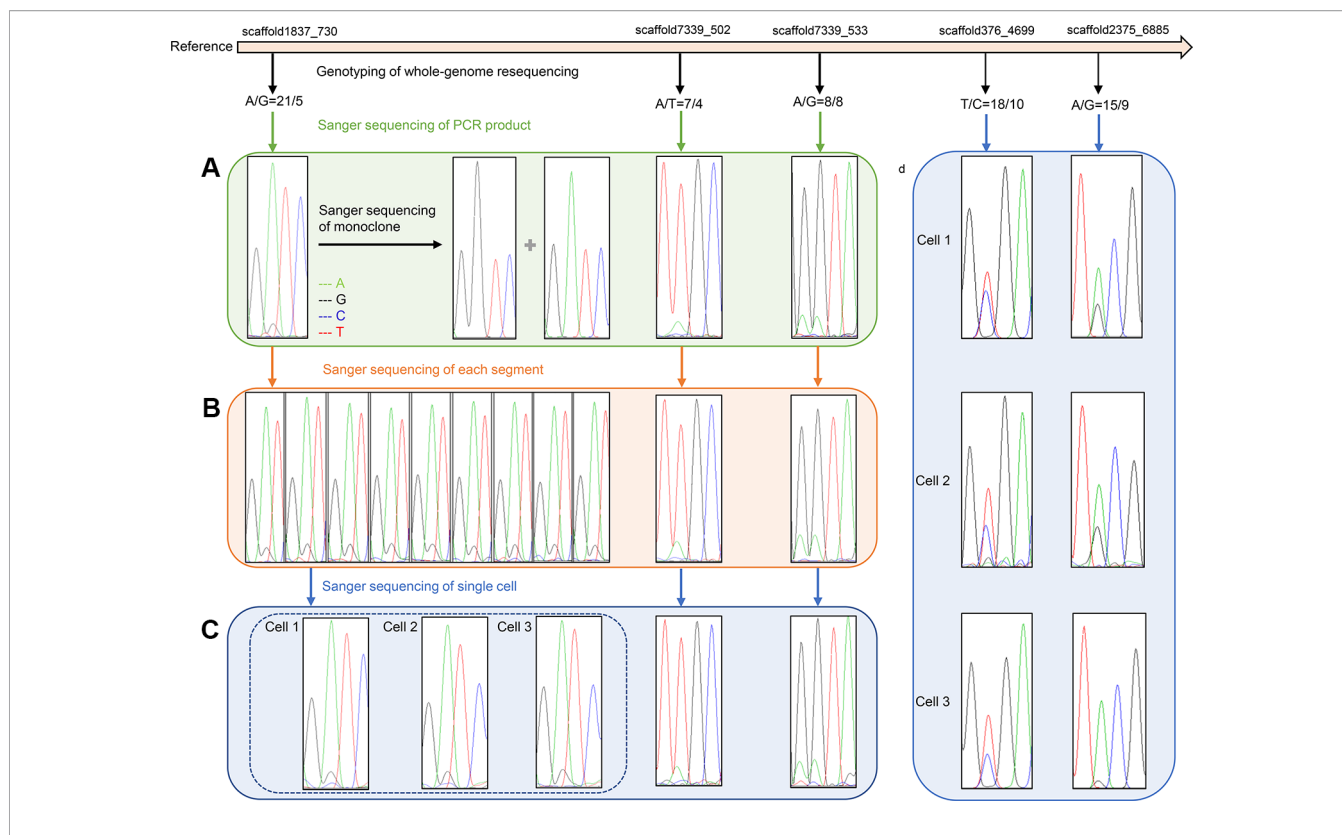 scaffold1837_730
scaffold7339_502
scaffold7339_533
scaffold376_4699
scaffold2375_6885
Reference
Genotyping of whole-genome resequencing
A/G=21/5
A/T=7/4
A/G=8/8
T/C=18/10
A/G=15/9
Sanger sequencing of PCR product
A
Sanger sequencing
of monoclone
--- A
--- G
--- C
--- T
d
Cell 1
Sanger sequencing of each segment
B
Cell 2
Sanger sequencing of single cell
C
Cell 1
Cell 2
Cell 3
Cell 3